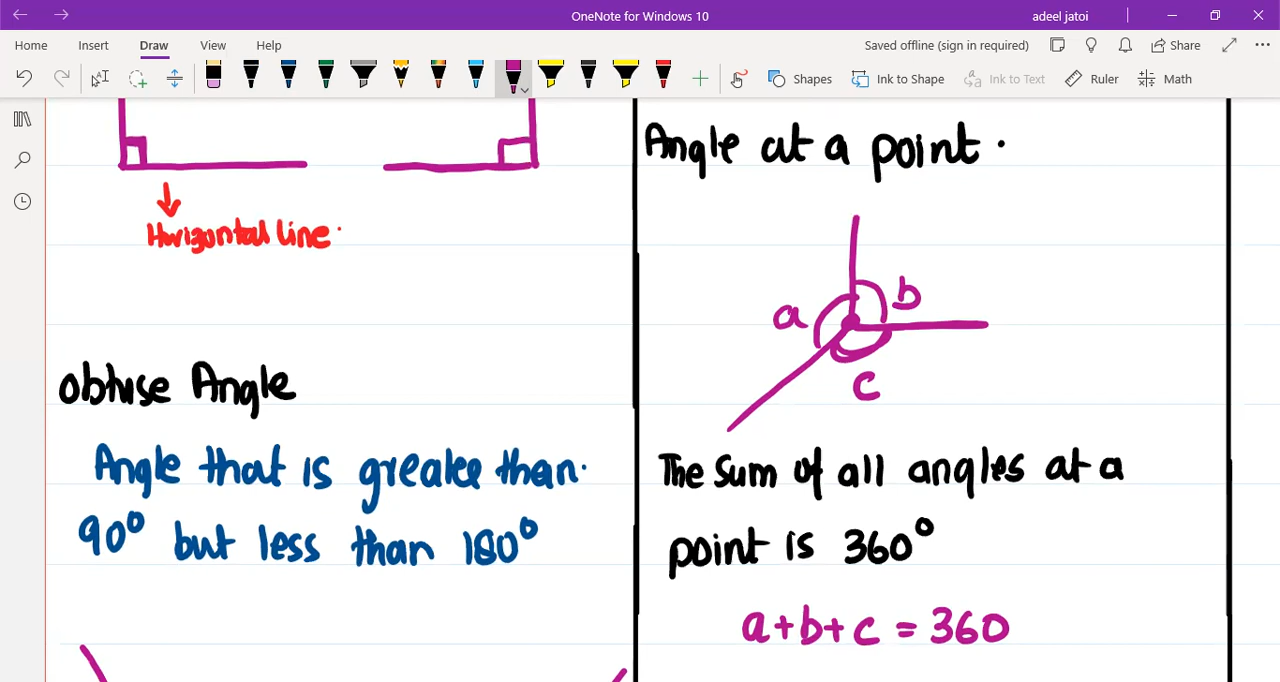 OneNote for Windows 10
adeel jatoi
Home Insert Draw View Help
Saved offline (sign in required)
Share
Shapes
Ink to Shape
Ink to Text
Ruler
Math
Horizontal line.
obtuse Angle
Angle that is greater than.
90° but less than 180°
Angle at a point.
a
b
c
The Sum of all angles at a
point is 360°
a+b+c = 360